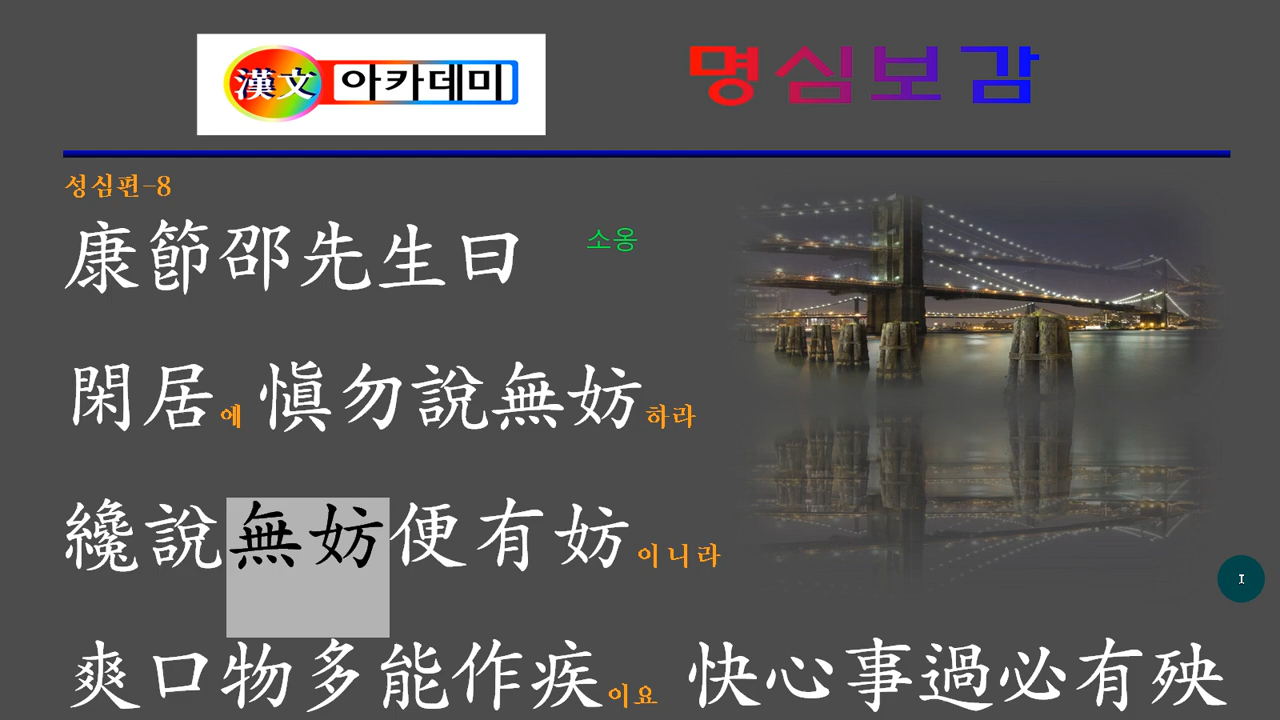 漢文 아카데미
명심보감
성심편-8
康節邵先生曰 소옹
閑居에 愼勿說無妨하라
纔說無妨便有妨이니라
爽口物多能作疾이요 快心事過必有殃